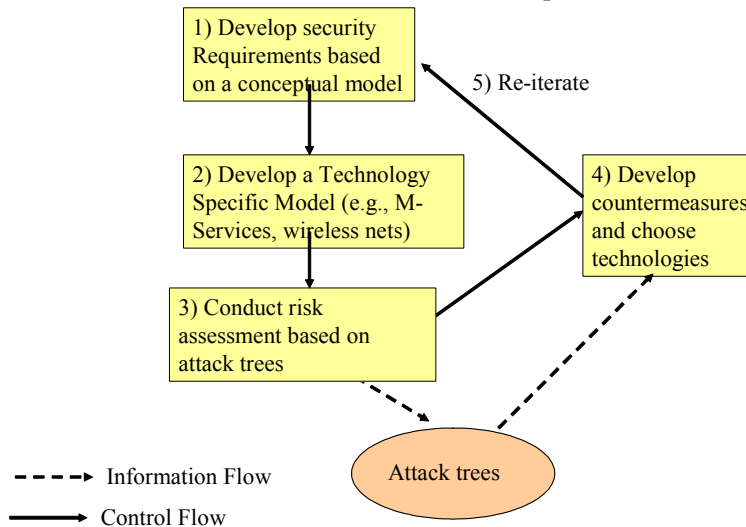 1) Develop security
Requirements based
on a conceptual model
5) Re-iterate
2) Develop a Technology
Specific Model (e.g., M-
Services, wireless nets)
4) Develop
countermeasures
and choose
technologies
3) Conduct risk
assessment based on
attack trees
Attack trees
Information Flow
Control Flow